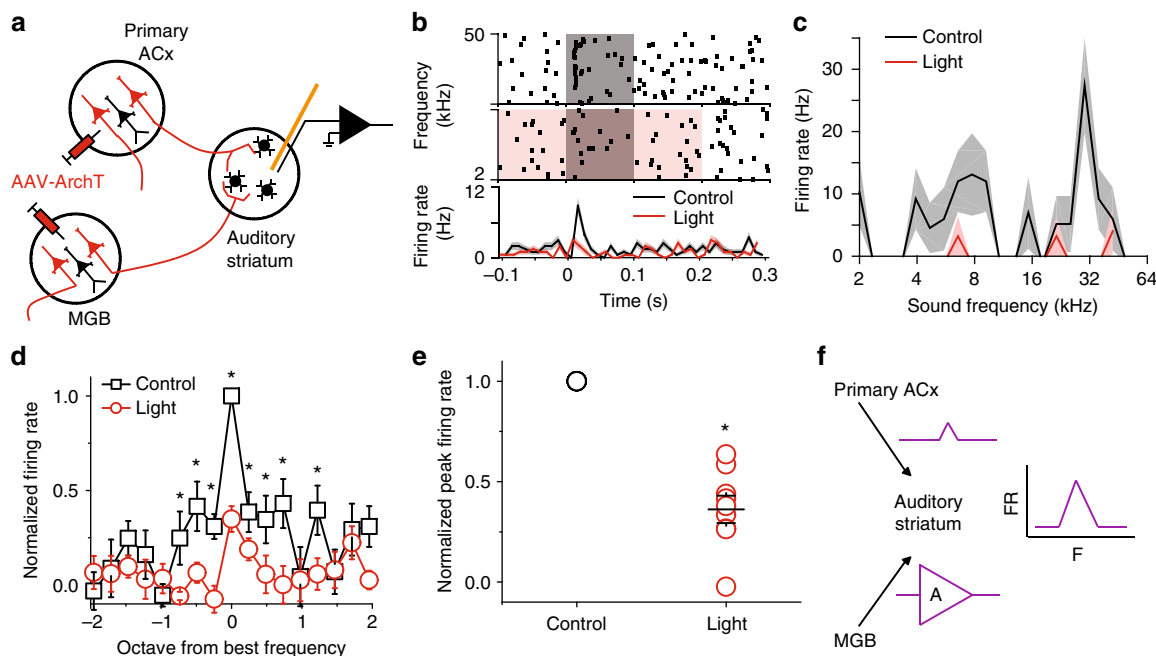 a
Primary
ACx
AAV-ArchT
Auditory
striatum
MGB
b
50
Frequency
(kHz)
2
12
Firing rate
(Hz)
0
Control
Light
−0.1
0
0.1
0.2
0.3
Time (s)
c
Control
Light
30
20
10
0
Firing rate (Hz)
2
4
8
16
32
64
Sound frequency (kHz)
d
Control
Light
*
* * * * * * *
1.0
0.5
0.0
Normalized firing rate
−2
−1
0
1
2
Octave from best frequency
e
1.0
0.5
0.0
Normalized peak firing rate
*
Control
Light
f
Primary ACx
Auditory
striatum
MGB
A
FR
F